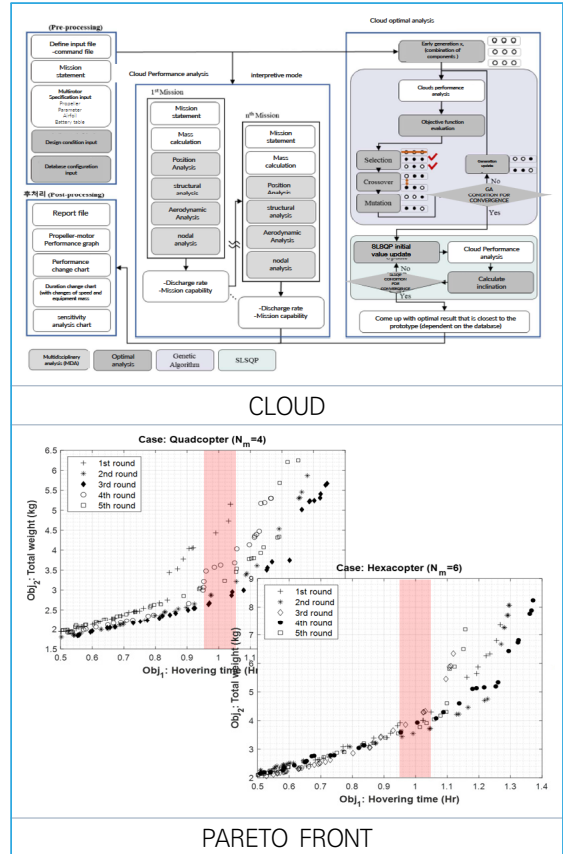 (Pre-processing)
Define input file
-command file
Mission
statement
Multirotor
Specification input
Propeller
Parameter
Airfoil
Battery table
Design condition input
Database configuration
input
후처리 (Post-processing)
Report file
Propeller-motor
Performance graph
Performance
change chart
Duration change chart
(with changes of speed and
equipment mass
sensitivity
analysis chart
Cloud Performance analysis
interpretive mode
1st Mission
Mission
statement
Mass
calculation
Position
Analysis
structural
analysis
Aerodynamic
Analysis
nodal
analysis
-Discharge rate
-Mission capability
nth Mission
Mission
statement
Mass
calculation
Position
Analysis
structural
analysis
Aerodynamic
Analysis
nodal
analysis
-Discharge rate
-Mission capability
Cloud optimal analysis
Early generation x,
(combination of
components.)
Clouds performance
analysis
Objective function
evaluation
Selection
Crossover
Mutation
Generation
update
No
GA
CONDITION FOR
CONVERGENCE
Yes
SLSQP initial
value update
Cloud Performance
analysis
No
CONDITION
FOR
CONVERGENCE
Calculate
inclination
Yes
Come up with optimal result that is closest to the
prototype (dependent on the database)
Multidisciplinary
analysis (MDA)
Optimal
analysis
Genetic
Algorithm
SLSQP
CLOUD
Case: Quadcopter (Nm=4)
1st round
2nd round
3rd round
4th round
5th round
6.5
6
5.5
5
4.5
4
3.5
3
2.5
2
1.5
Obj2: Total weight (kg)
0.5 0.6 0.7 0.8 0.9 1 1.1
Obj1: Hovering time (Hr)
Case: Hexacopter (Nm=6)
1st round
2nd round
3rd round
4th round
5th round
9
8
7
6
5
4
3
2
Obj2: Total weight (kg)
0.5 0.6 0.7 0.8 0.9 1 1.1 1.2 1.3 1.4
Obj1: Hovering time (Hr)
PARETO FRONT